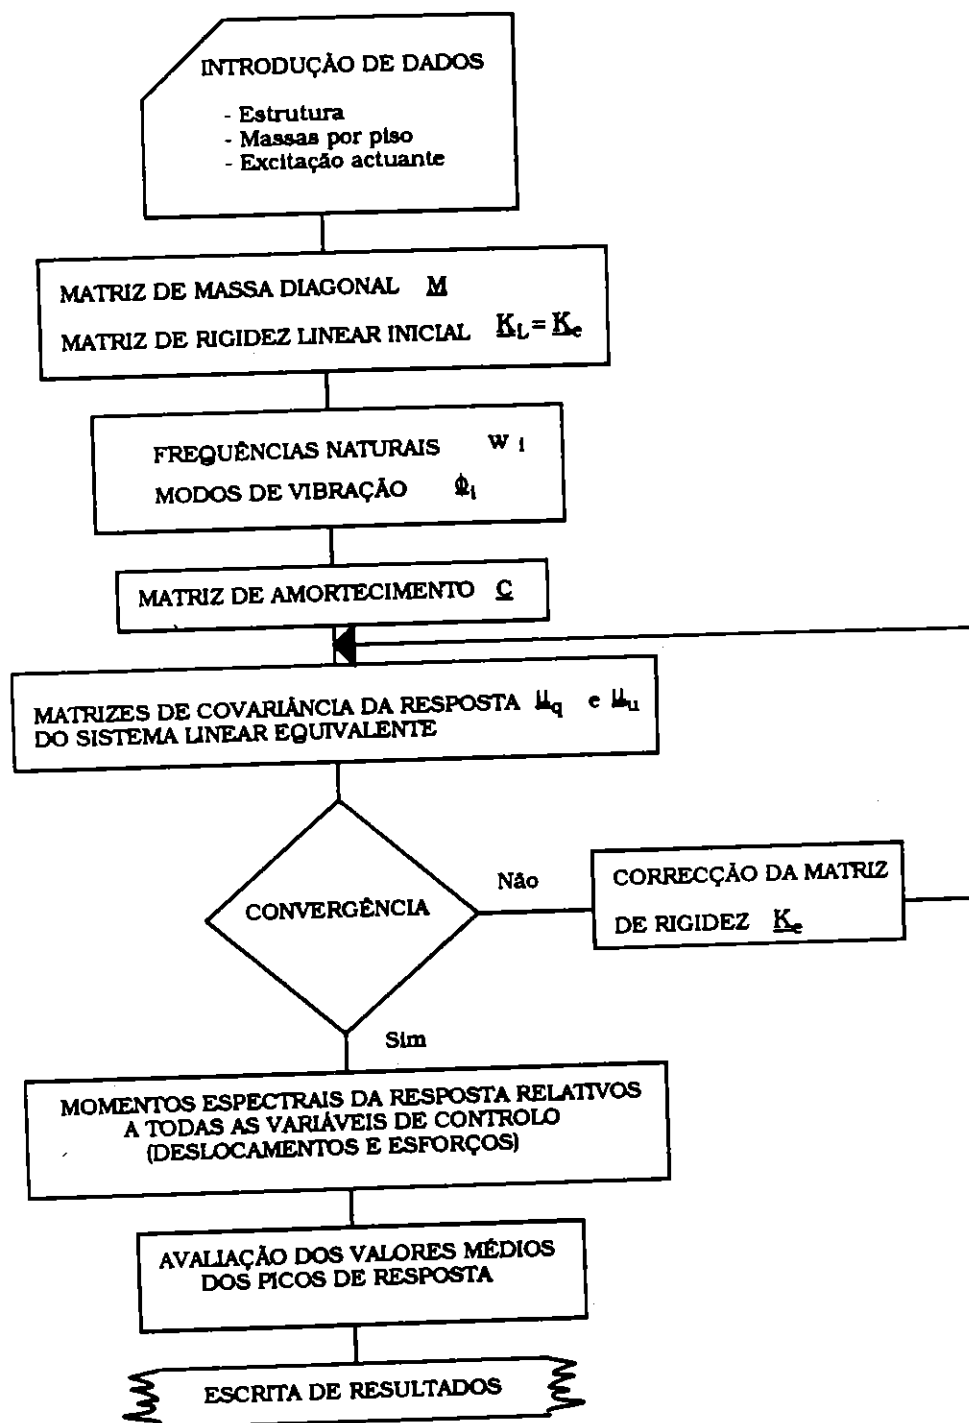 INTRODUÇÃO DE DADOS
- Estrutura
- Massas por piso
- Excitação actuante
MATRIZ DE MASSA DIAGONAL M
MATRIZ DE RIGIDEZ LINEAR INICIAL K_L = K_e
FREQUÊNCIAS NATURAIS w_i
MODOS DE VIBRAÇÃO Φ_i
MATRIZ DE AMORTECIMENTO C
MATRIZES DE COVARIÂNCIA DA RESPOSTA μ_q e μ_u
DO SISTEMA LINEAR EQUIVALENTE
CONVERGÊNCIA
Não
CORRECÇÃO DA MATRIZ
DE RIGIDEZ K_e
Sim
MOMENTOS ESPECTRAIS DA RESPOSTA RELATIVOS
A TODAS AS VARIÁVEIS DE CONTROLO
(DESLOCAMENTOS E ESFORÇOS)
AVALIAÇÃO DOS VALORES MÉDIOS
DOS PICOS DE RESPOSTA
ESCRITA DE RESULTADOS